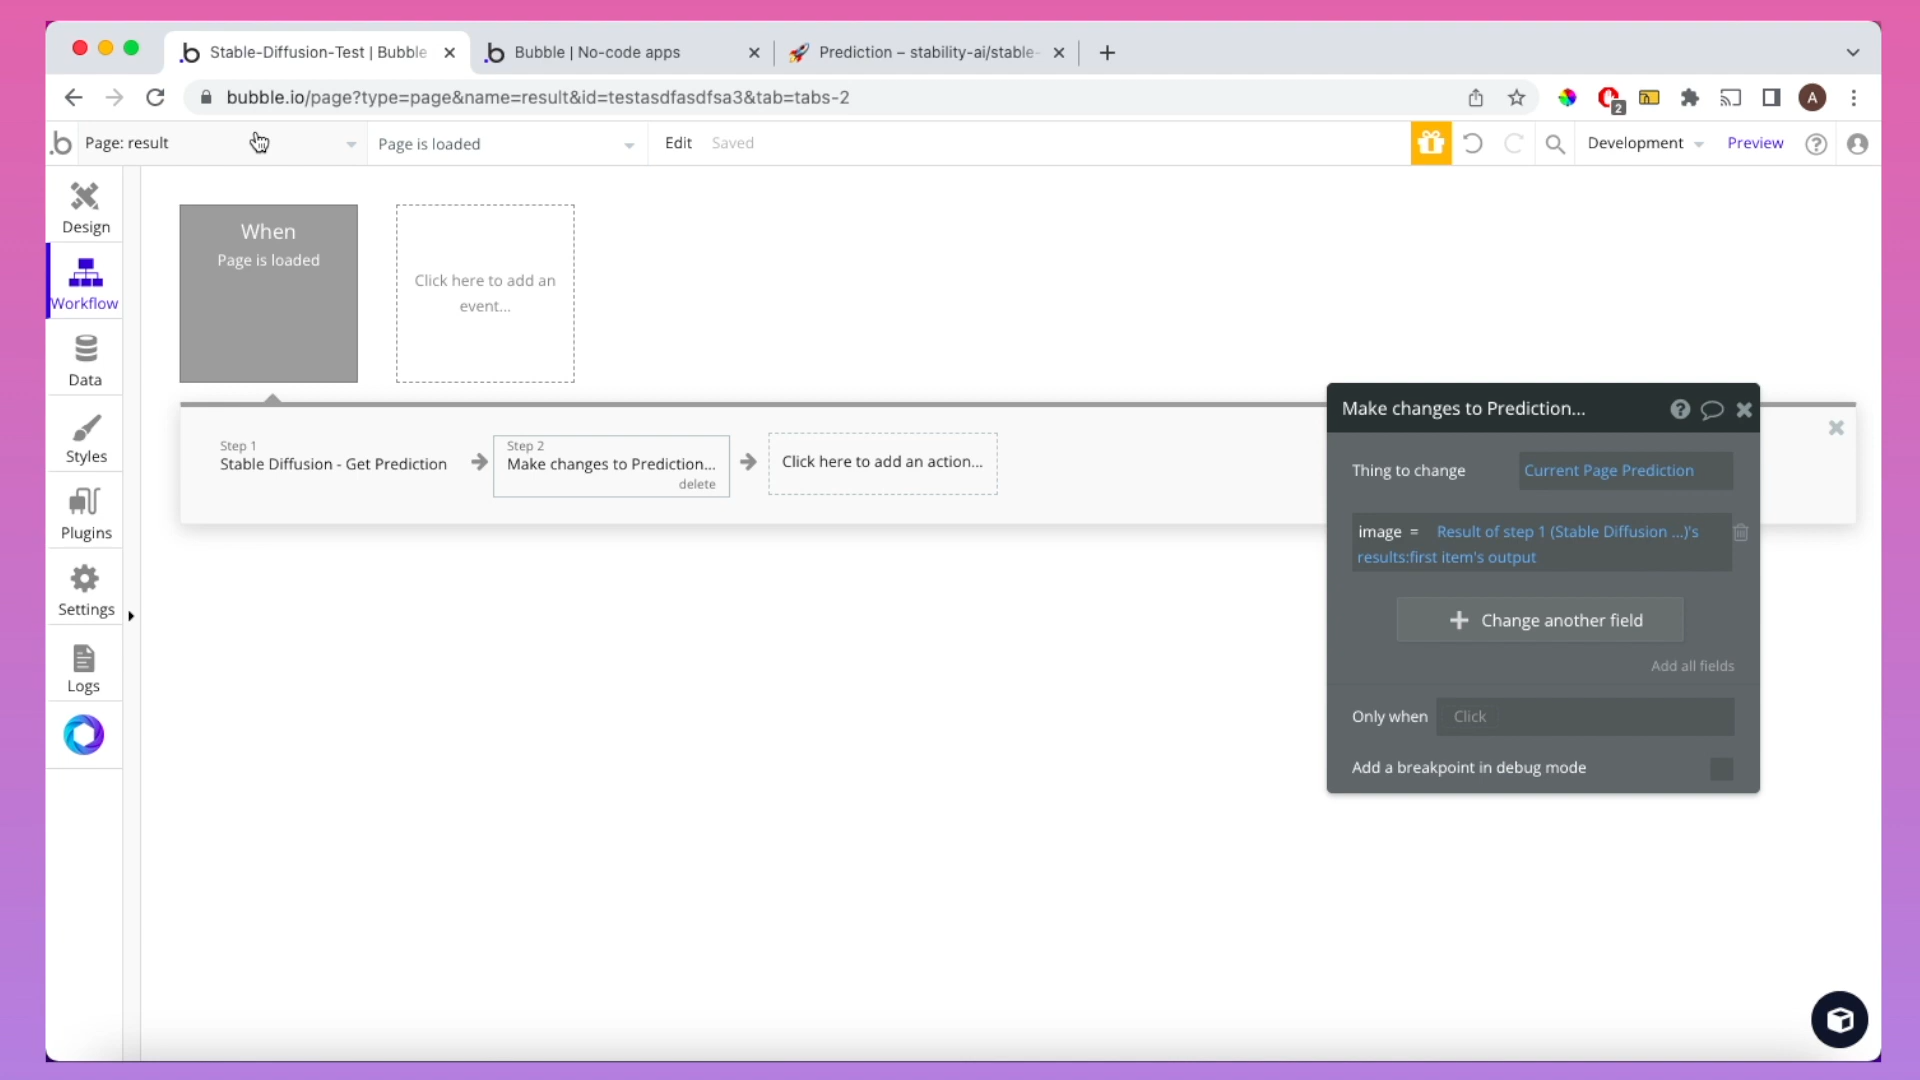 Stable-Diffusion-Test | Bubble
Bubble | No-code apps
Prediction – stability-ai/stable-
bubble.io/page?type=page&name=result&id=testasdfasdfsa3&tab=tabs-2
2
A
.b
Page: result
Page is loaded
Edit
Saved
Development
Preview
Design
Workflow
Data
Styles
Plugins
Settings
Logs
When
Page is loaded
Click here to add an
event...
Step 1
Stable Diffusion - Get Prediction
Step 2
Make changes to Prediction...
delete
Click here to add an action...
Make changes to Prediction...
Thing to change
Current Page Prediction
image = Result of step 1 (Stable Diffusion ...)'s
results:first item's output
Change another field
Add all fields
Only when
Click
Add a breakpoint in debug mode